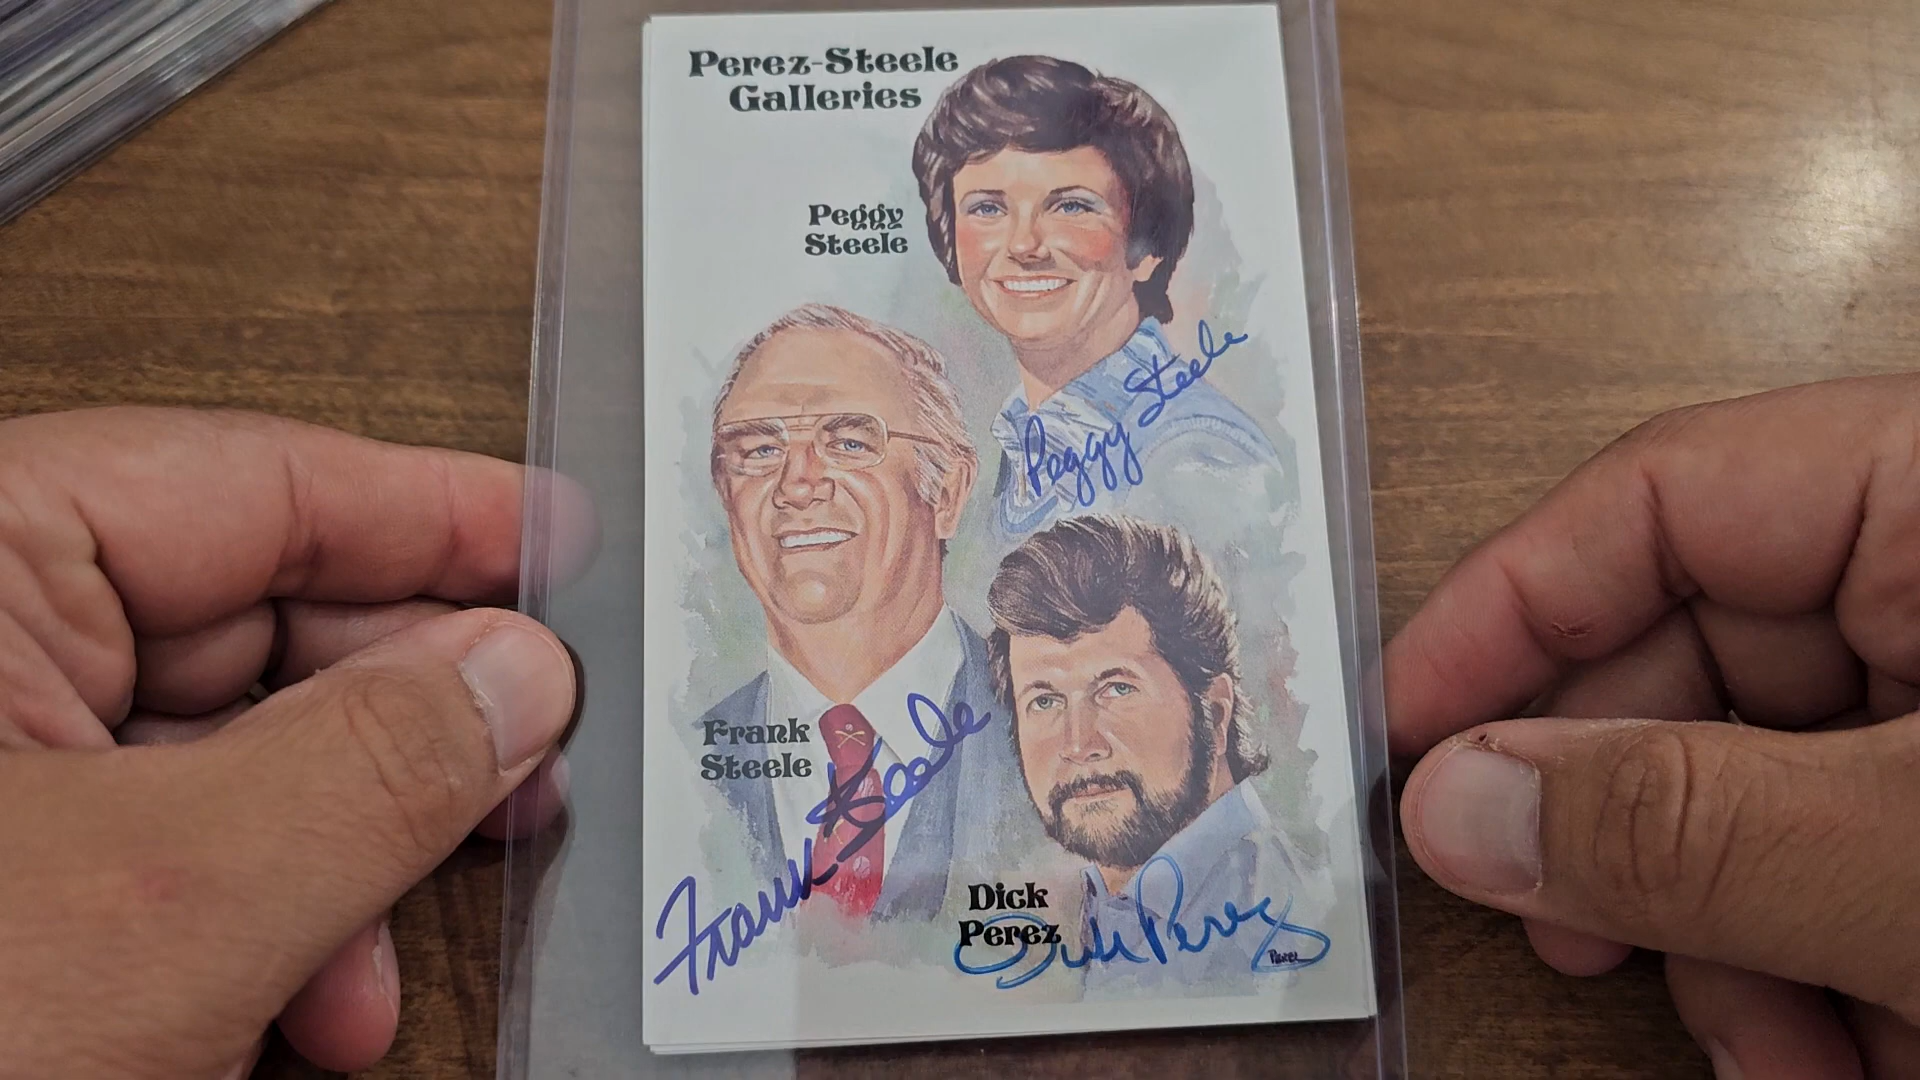 Perez-Steele
Galleries
Peggy
Steele
Peggy Steele
Frank
Steele
Frank Steele
Dick
Perez
Dick Perez
Perez